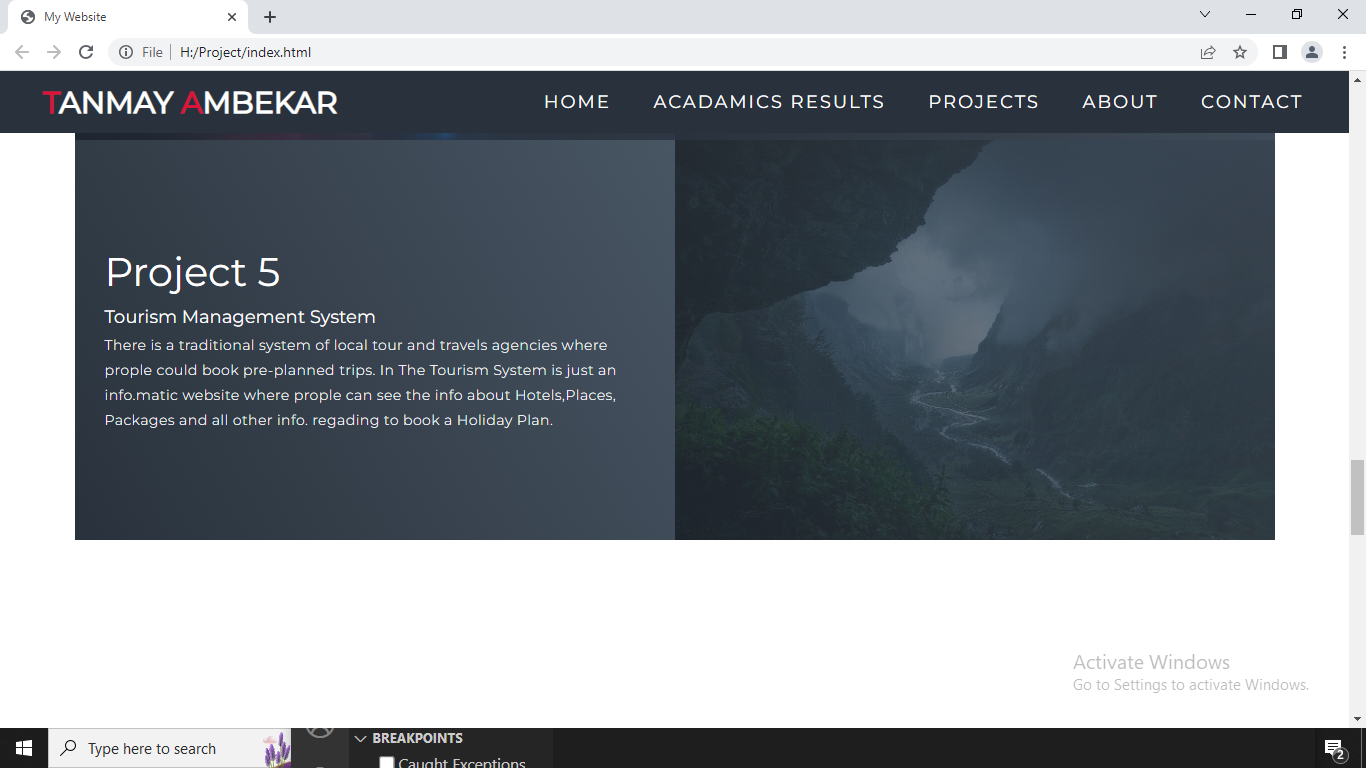 My Website
File H:/Project/index.html
TANMAY AMBEKAR HOME ACADAMICS RESULTS PROJECTS ABOUT CONTACT
Project 5
Tourism Management System
There is a traditional system of local tour and travels agencies where
prople could book pre-planned trips. In The Tourism System is just an
info.matic website where prople can see the info about Hotels,Places,
Packages and all other info. regading to book a Holiday Plan.
Activate Windows
Go to Settings to activate Windows.
Type here to search
BREAKPOINTS
Caught Exceptions
2